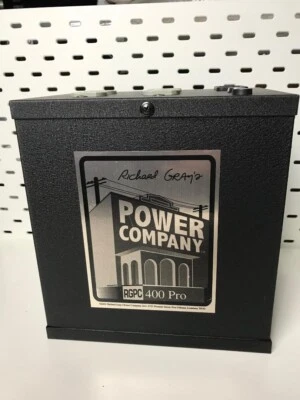 Richard GRAY'S
POWER
COMPANY
RGPC 400 Pro